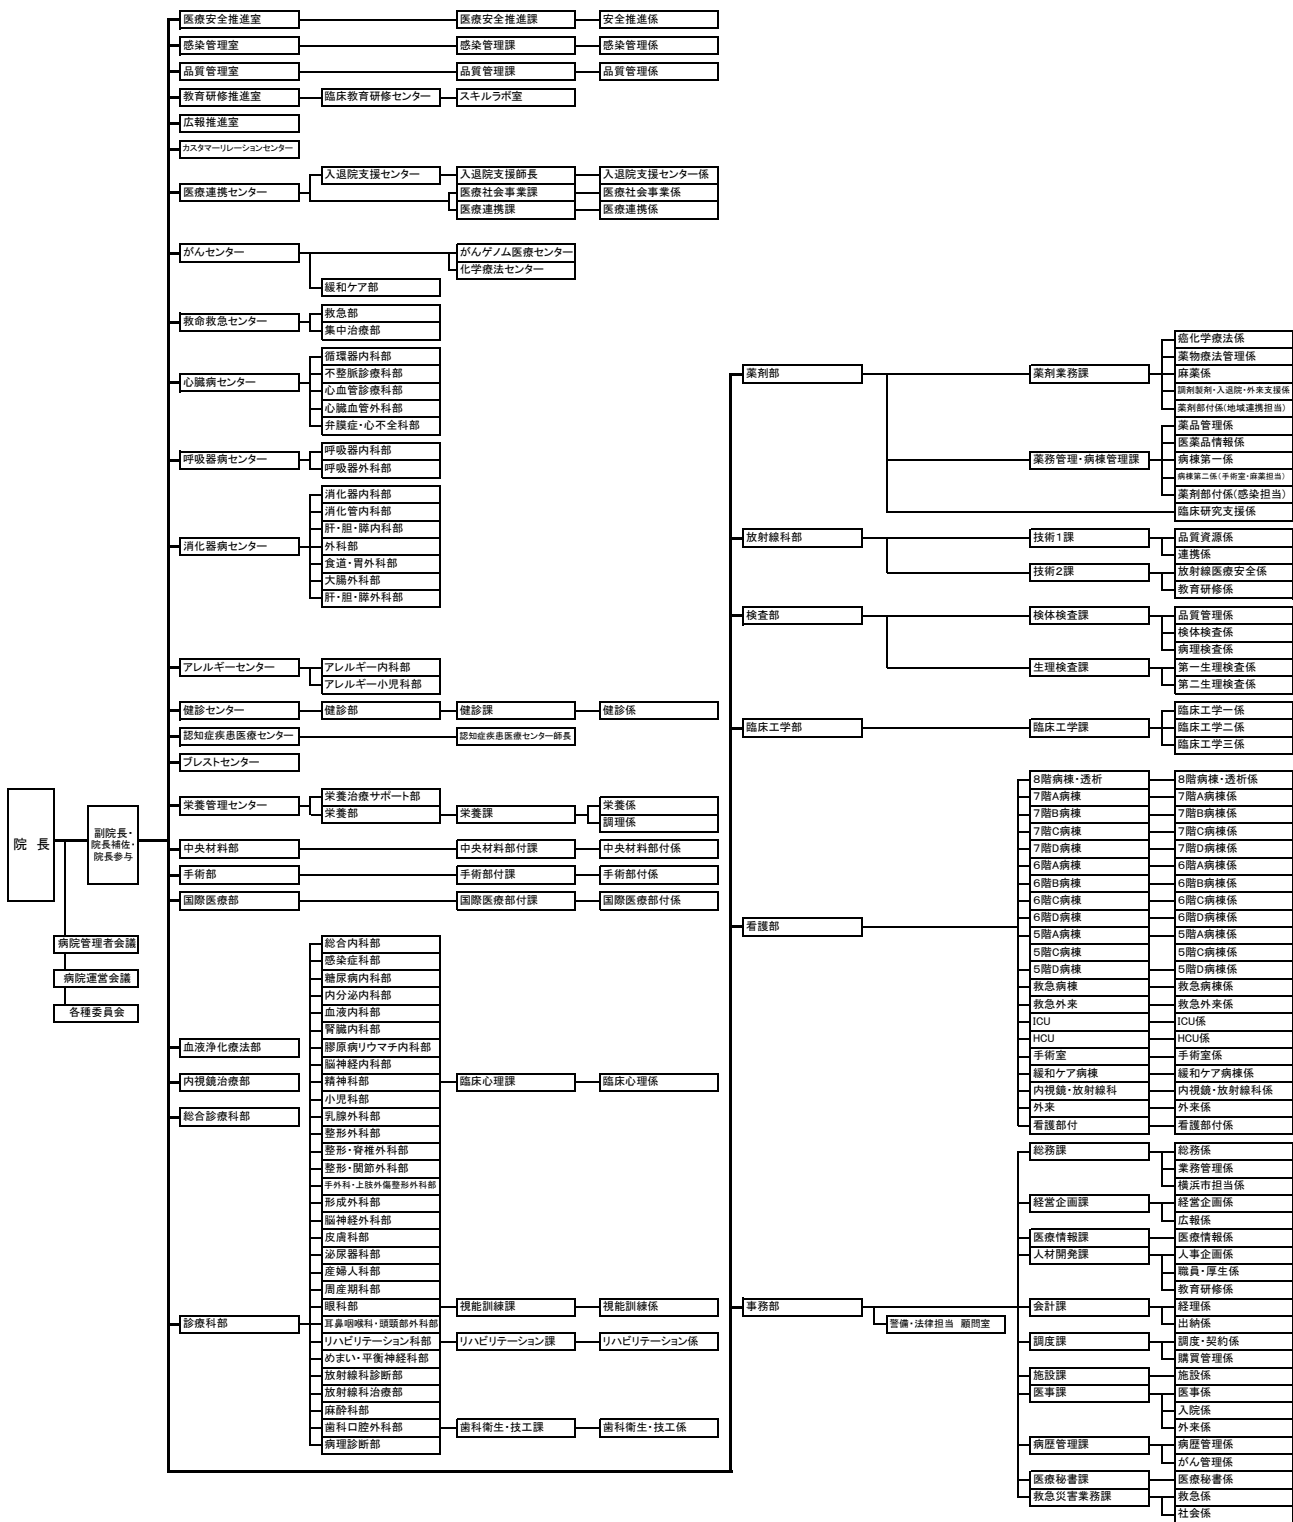 院　長
副院長・
院長補佐・
院長参与
病院管理者会議
病院運営会議
各種委員会
医療安全推進室
医療安全推進課
安全推進係
感染管理室
感染管理課
感染管理係
品質管理室
品質管理課
品質管理係
教育研修推進室
臨床教育研修センター
スキルラボ室
広報推進室
カスタマーリレーションセンター
医療連携センター
入退院支援センター
入退院支援師長
入退院支援センター係
医療社会事業課
医療社会事業係
医療連携課
医療連携係
がんセンター
がんゲノム医療センター
化学療法センター
緩和ケア部
救命救急センター
救急部
集中治療部
心臓病センター
循環器内科部
不整脈診療科部
心血管診療科部
心臓血管外科部
弁膜症・心不全科部
呼吸器病センター
呼吸器内科部
呼吸器外科部
消化器病センター
消化器内科部
消化管内科部
肝・胆・膵内科部
外科部
食道・胃外科部
大腸外科部
肝・胆・膵外科部
アレルギーセンター
アレルギー内科部
アレルギー小児科部
健診センター
健診部
健診課
健診係
認知症疾患医療センター
認知症疾患医療センター師長
ブレストセンター
栄養管理センター
栄養治療サポート部
栄養部
栄養課
栄養係
調理係
中央材料部
中央材料部付課
中央材料部付係
手術部
手術部付課
手術部付係
国際医療部
国際医療部付課
国際医療部付係
血液浄化療法部
内視鏡治療部
総合診療科部
診療科部
総合内科部
感染症科部
糖尿病内科部
内分泌内科部
血液内科部
腎臓内科部
膠原病リウマチ内科部
脳神経内科部
精神科部
臨床心理課
臨床心理係
小児科部
乳腺外科部
整形外科部
整形・脊椎外科部
整形・関節外科部
手外科・上肢外傷整形外科部
形成外科部
脳神経外科部
皮膚科部
泌尿器科部
産婦人科部
周産期科部
眼科部
視能訓練課
視能訓練係
耳鼻咽喉科・頭頸部外科部
リハビリテーション科部
リハビリテーション課
リハビリテーション係
めまい・平衡神経科部
放射線科診断部
放射線科治療部
麻酔科部
歯科口腔外科部
歯科衛生・技工課
歯科衛生・技工係
病理診断部
薬剤部
薬剤業務課
癌化学療法係
薬物療法管理係
麻薬係
調剤製剤・入退院・外来支援係
薬剤部付係(地域連携担当)
薬務管理・病棟管理課
薬品管理係
医薬品情報係
病棟第一係
病棟第二係(手術室・麻薬担当)
薬剤部付係(感染担当)
臨床研究支援係
放射線科部
技術１課
品質資源係
連携係
技術２課
放射線医療安全係
教育研修係
検査部
検体検査課
品質管理係
検体検査係
病理検査係
生理検査課
第一生理検査係
第二生理検査係
臨床工学部
臨床工学課
臨床工学一係
臨床工学二係
臨床工学三係
看護部
８階病棟・透析
８階病棟・透析係
７階A病棟
７階A病棟係
７階B病棟
７階B病棟係
７階C病棟
７階C病棟係
７階D病棟
７階D病棟係
６階A病棟
６階A病棟係
６階B病棟
６階B病棟係
６階C病棟
６階C病棟係
６階D病棟
６階D病棟係
５階A病棟
５階A病棟係
５階C病棟
５階C病棟係
５階D病棟
５階D病棟係
救急病棟
救急病棟係
救急外来
救急外来係
ICU
ICU係
HCU
HCU係
手術室
手術室係
緩和ケア病棟
緩和ケア病棟係
内視鏡・放射線科
内視鏡・放射線科係
外来
外来係
看護部付
看護部付係
事務部
警備・法律担当　顧問室
総務課
総務係
業務管理係
横浜市担当係
経営企画課
経営企画係
広報係
医療情報課
医療情報係
人材開発課
人事企画係
職員・厚生係
教育研修係
会計課
経理係
出納係
調度課
調度・契約係
購買管理係
施設課
施設係
医事課
医事係
入院係
外来係
病歴管理課
病歴管理係
がん管理係
医療秘書課
医療秘書係
救急災害業務課
救急係
社会係